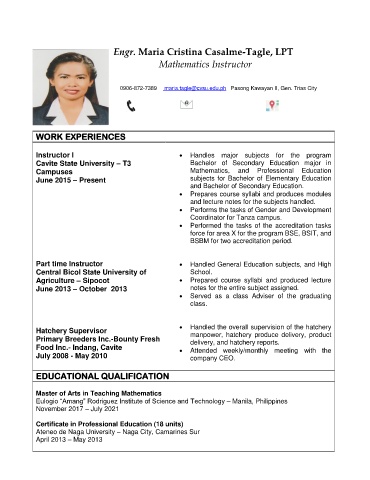 Engr. Maria Cristina Casalme-Tagle, LPT
Mathematics Instructor
0906-872-7389 maria.tagle@cvsu.edu.ph Pasong Kawayan II, Gen. Trias City
WORK EXPERIENCES
Instructor I
Cavite State University – T3
Campuses
June 2015 – Present
• Handles major subjects for the program
Bachelor of Secondary Education major in
Mathematics, and Professional Education
subjects for Bachelor of Elementary Education
and Bachelor of Secondary Education.
• Prepares course syllabi and produces modules
and lecture notes for the subjects handled.
• Performs the tasks of Gender and Development
Coordinator for Tanza campus.
• Performed the tasks of the accreditation tasks
force for area X for the program BSE, BSIT, and
BSBM for two accreditation period.
Part time Instructor
Central Bicol State University of
Agriculture – Sipocot
June 2013 – October 2013
• Handled General Education subjects, and High
School.
• Prepared course syllabi and produced lecture
notes for the entire subject assigned.
• Served as a class Adviser of the graduating
class.
Hatchery Supervisor
Primary Breeders Inc.-Bounty Fresh
Food Inc.- Indang, Cavite
July 2008 - May 2010
• Handled the overall supervision of the hatchery
manpower, hatchery produce delivery, product
delivery, and hatchery reports.
• Attended weekly/monthly meeting with the
company CEO.
EDUCATIONAL QUALIFICATION
Master of Arts in Teaching Mathematics
Eulogio "Amang" Rodriguez Institute of Science and Technology – Manila, Philippines
November 2017 – July 2021
Certificate in Professional Education (18 units)
Ateneo de Naga University – Naga City, Camarines Sur
April 2013 – May 2013